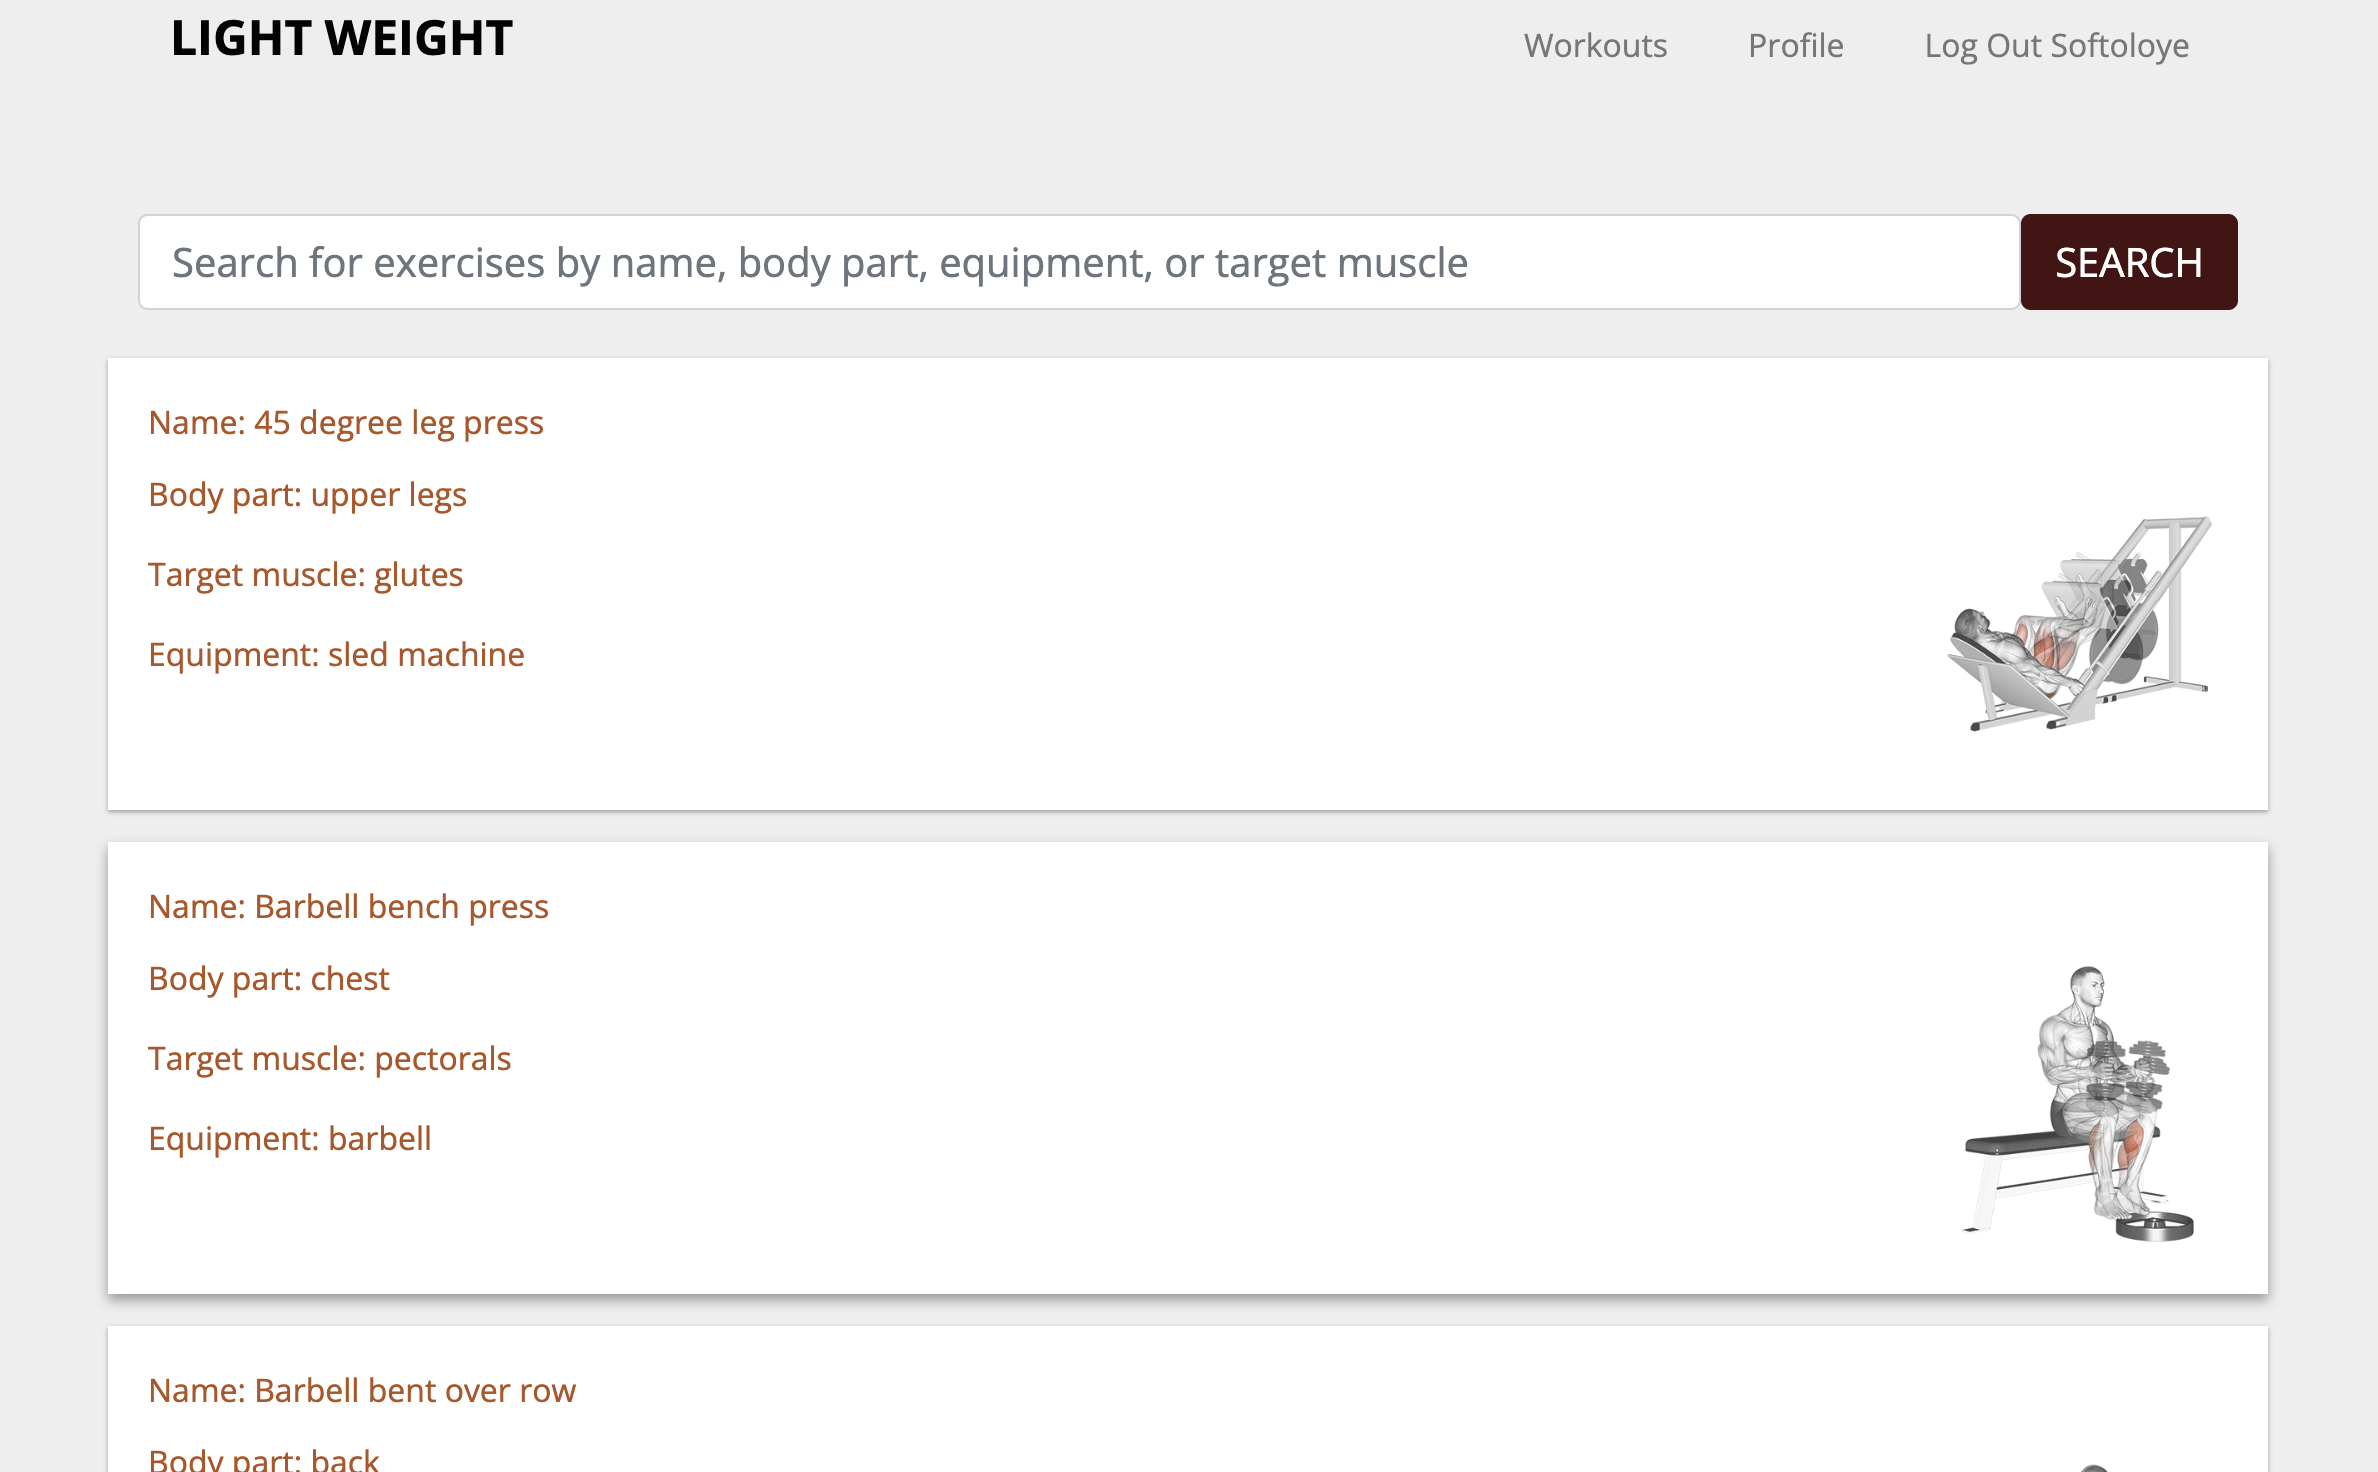 LIGHT WEIGHT
Workouts Profile Log Out Softoloye
Search for exercises by name, body part, equipment, or target muscle SEARCH
Name: 45 degree leg press
Body part: upper legs
Target muscle: glutes
Equipment: sled machine
Name: Barbell bench press
Body part: chest
Target muscle: pectorals
Equipment: barbell
Name: Barbell bent over row
Body part: back